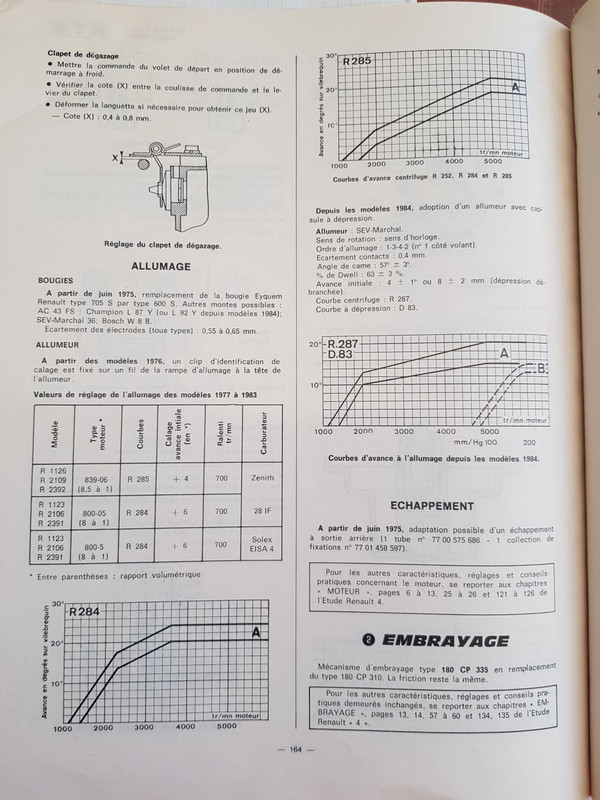 Clapet de dégazage
● Mettre la commande du volet de départ en position de dé-
marrage à froid.
● Vérifier la cote (X) entre la coulisse de commande et le le-
vier du clapet.
● Déformer la languette si nécessaire pour obtenir ce jeu (X).
— Cote (X) : 0,4 à 0,8 mm.
X
Réglage du clapet de dégazage.
ALLUMAGE
BOUGIES
A partir de juin 1975, remplacement de la bougie Eyquem
Renault type 705 S par type 600 S. Autres montes possibles :
AC 43 FS : Champion L 87 Y (ou L 92 Y depuis modèles 1984);
SEV-Marchal 36; Bosch W 8 B.
Ecartement des électrodes (tous types) : 0,55 à 0,65 mm.
ALLUMEUR
A partir des modèles 1976, un clip d'identification de
calage est fixé sur un fil de la rampe d'allumage à la tête de
l'allumeur.
Valeurs de réglage de l'allumage des modèles 1977 à 1983
Modèle
Type
moteur *
Courbes
Calage
avance intiale
(en °)
Ralenti
tr/mn
Carburateur
R 1126
R 2109
R 2392
839-06
(8,5 à 1)
R 285
+ 4
700
Zenith
R 1123
R 2106
R 2391
800-05
(8 à 1)
R 284
+ 6
700
28 IF
R 1123
R 2106
R 2391
800-5
(8 à 1)
R 284
+ 6
700
Solex
EISA 4
* Entre parenthèses : rapport volumétrique
Avance en degrés sur vilebrequin
30°
20°
10°
R 284
A
tr/mn moteur
1000
2000
3000
4000
5000
Avance en degrés sur vilebrequin
30°
20°
10°
R 285
A
tr/mn moteur
1000
2000
3000
4000
5000
Courbes d'avance centrifuge R 252, R 284 et R 285
Depuis les modèles 1984, adoption d'un allumeur avec cap-
sule à dépression.
Allumeur : SEV-Marchal.
Sens de rotation : sens d'horloge.
Ordre d'allumage : 1-3-4-2 (n° 1 côté volant).
Ecartement contacts : 0,4 mm.
Angle de came : 57° ± 3°.
% de Dwell : 63 ± 3 %.
Avance initiale : 4 ± 1° ou 8 ± 2 mm (dépression dé-
branchée).
Courbe centrifuge : R 287.
Courbe à dépression : D 83.
20°
10°
R.287
D.83
A
B
tr/mn moteur
1000
2000
3000
4000
5000
mm/Hg 100
200
Courbes d'avance à l'allumage depuis les modèles 1984.
ECHAPPEMENT
A partir de juin 1975, adaptation possible d'un échappement
à sortie arrière (1 tube n° 77 00 575 686 - 1 collection de
fixations n° 77 01 458 597).
Pour les autres caractéristiques, réglages et conseils
pratiques concernant le moteur, se reporter aux chapitres
« MOTEUR », pages 6 à 13, 25 à 26 et 121 à 126 de
l'Etude Renault 4.
2 EMBRAYAGE
Mécanisme d'embrayage type 180 CP 335 en remplacement
du type 180 CP 310. La friction reste la même.
Pour les autres caractéristiques, réglages et conseils pra-
tiques demeurés inchangés, se reporter aux chapitres « EM-
BRAYAGE », pages 13, 14, 57 à 60 et 134, 135 de l'Etude
Renault « 4 ».
— 164 —